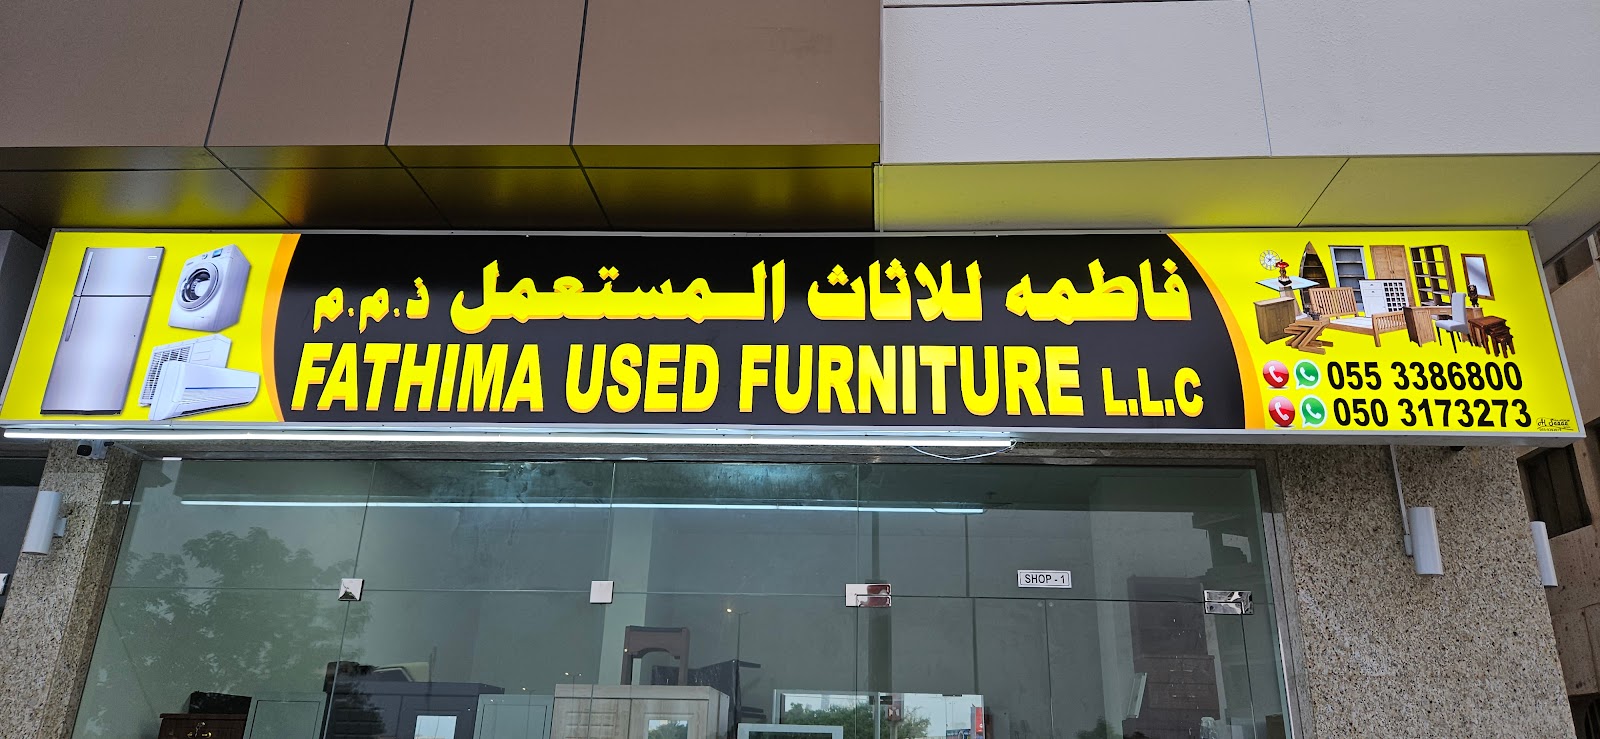 فاطمه للاثاث المستعمل ذ.م.م
FATHIMA USED FURNITURE L.L.C
055 3386800
050 3173273
SHOP - 1